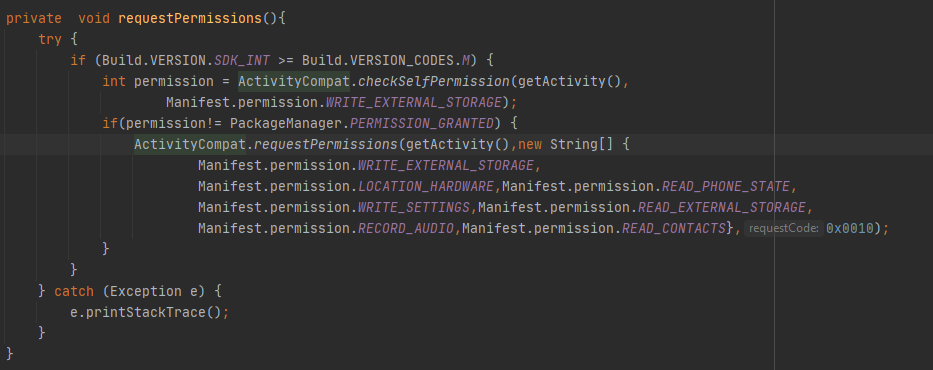 private  void requestPermissions(){
    try {
        if (Build.VERSION.SDK_INT >= Build.VERSION_CODES.M) {
            int permission = ActivityCompat.checkSelfPermission(getActivity(),
                    Manifest.permission.WRITE_EXTERNAL_STORAGE);
            if(permission!= PackageManager.PERMISSION_GRANTED) {
                ActivityCompat.requestPermissions(getActivity(),new String[] {
                        Manifest.permission.WRITE_EXTERNAL_STORAGE,
                        Manifest.permission.LOCATION_HARDWARE,Manifest.permission.READ_PHONE_STATE,
                        Manifest.permission.WRITE_SETTINGS,Manifest.permission.READ_EXTERNAL_STORAGE,
                        Manifest.permission.RECORD_AUDIO,Manifest.permission.READ_CONTACTS}, requestCode: 0x0010);
            }
        }
    } catch (Exception e) {
        e.printStackTrace();
    }
}